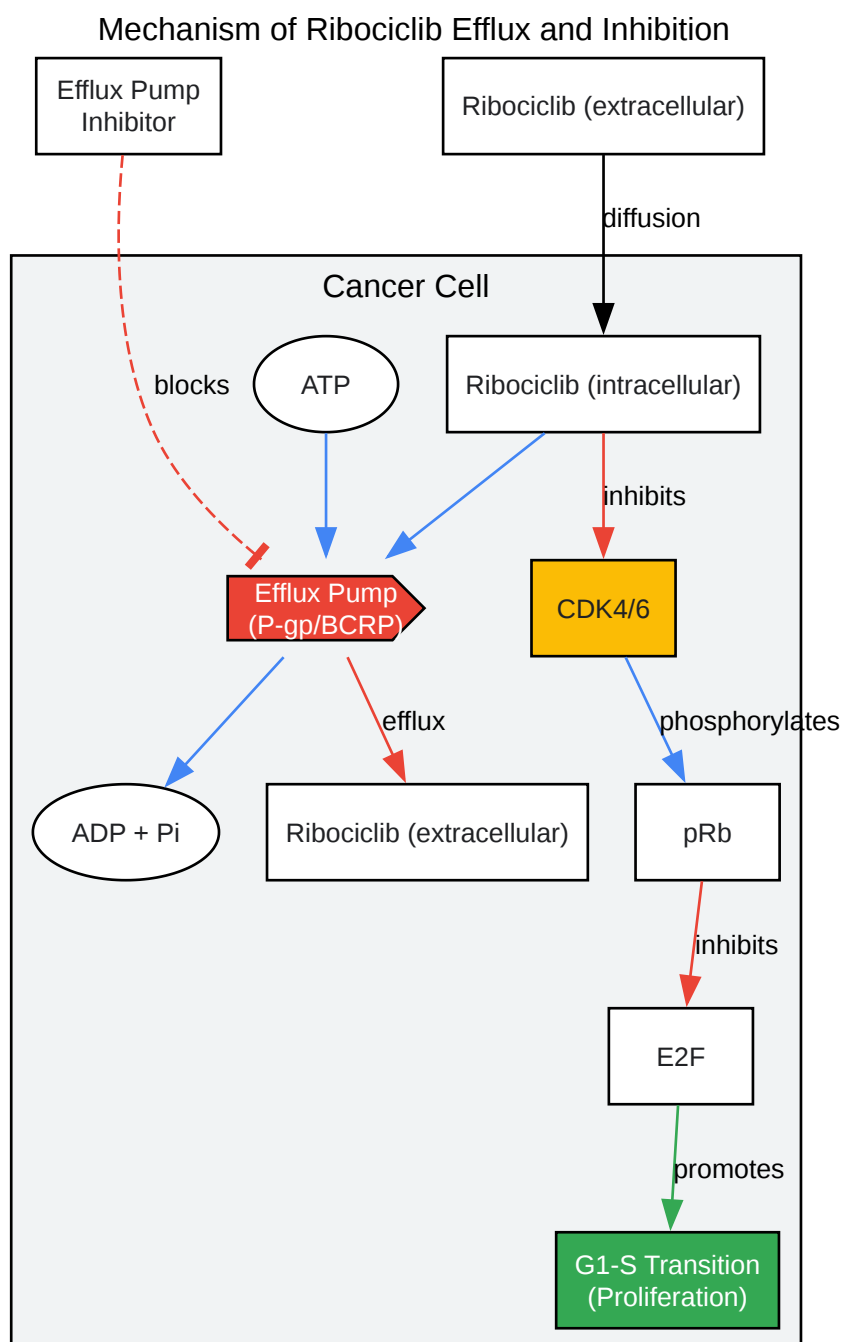 Mechanism of Ribociclib Efflux and Inhibition
Efflux Pump
Inhibitor
Ribociclib (extracellular)
diffusion
Cancer Cell
blocks
ATP
Ribociclib (intracellular)
inhibits
Efflux Pump
(P-gp/BCRP)
CDK4/6
efflux
phosphorylates
ADP + Pi
Ribociclib (extracellular)
pRb
inhibits
E2F
promotes
G1-S Transition
(Proliferation)